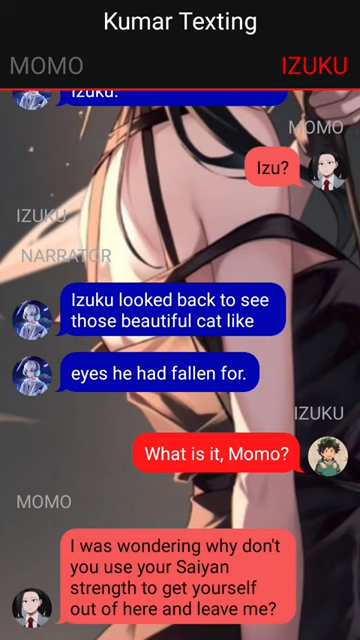 Kumar Texting
MOMO
IZUKU
Izuku.
MOMO
Izu?
IZUKU
NARRATOR
Izuku looked back to see
those beautiful cat like
eyes he had fallen for.
IZUKU
What is it, Momo?
MOMO
I was wondering why don't
you use your Saiyan
strength to get yourself
out of here and leave me?